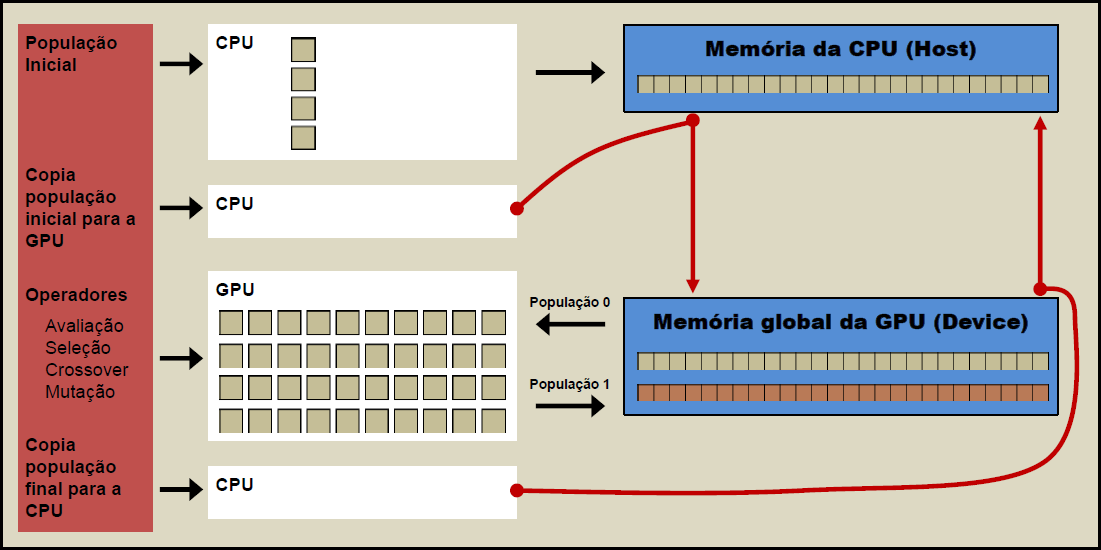 População
Inicial
CPU
Memória da CPU (Host)
Copia
população
inicial para a
GPU
CPU
Operadores
Avaliação
Seleção
Crossover
Mutação
GPU
População 0
População 1
Memória global da GPU (Device)
Copia
população
final para a
CPU
CPU